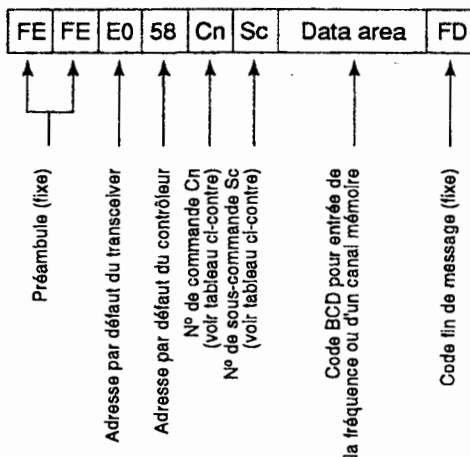 FE FE E0 58 Cn Sc Data area FD
Préambule (fixe)
Adresse par défaut du transceiver
Adresse par défaut du contrôleur
N° de commande Cn
(voir tableau ci-contre)
N° de sous-commande Sc
(voir tableau ci-contre)
Code BCD pour entrée de
la fréquence ou d'un canal mémoire
Code fin de message (fixe)